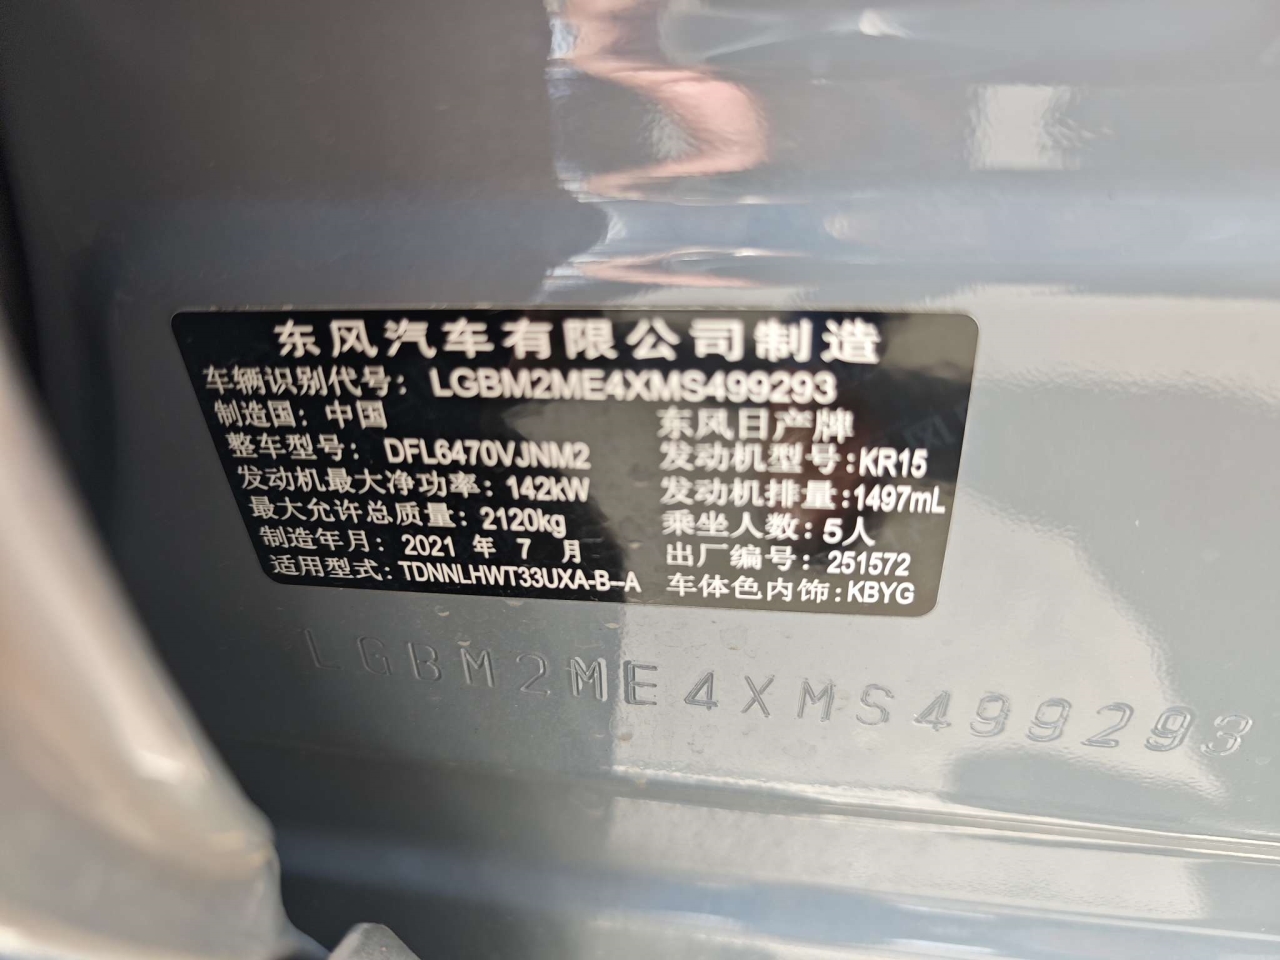 东风汽车有限公司制造
车辆识别代号：LGBM2ME4XMS499293
制造国：中国 东风日产牌
整车型号：DFL6470VJNM2 发动机型号：KR15
发动机最大净功率：142kW 发动机排量：1497mL
最大允许总质量：2120kg 乘坐人数：5人
制造年月：2021 年 7 月 出厂编号：251572
适用型式：TDNNLHWT33UXA-B-A 车体色内饰：KBYG
LGBM2ME4XMS499293